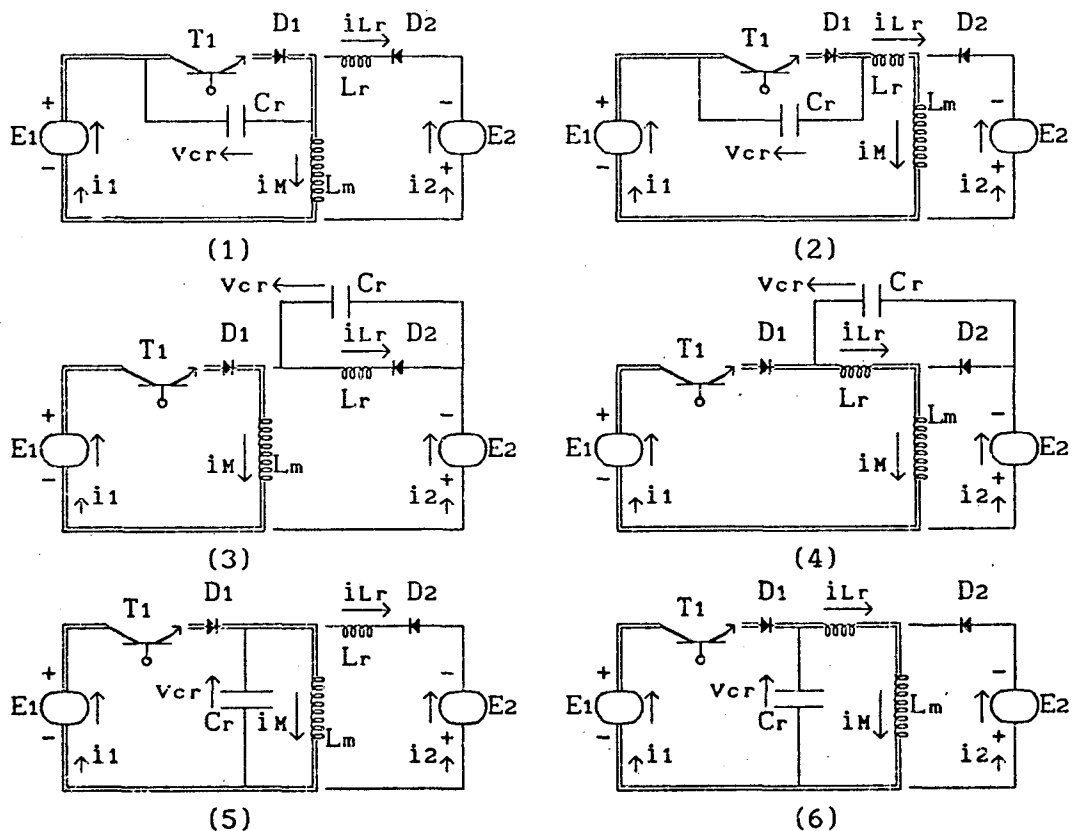 T1 D1 iLr D2
Lr
Cr
Vcr
+ E1 -
i1
iM Lm
- E2 +
i2
(1)
T1 D1 iLr D2
Lr
Cr
Vcr
+ E1 -
i1
iM Lm
- E2 +
i2
(2)
Vcr Cr
T1 D1 iLr D2
Lr
+ E1 -
i1
iM Lm
- E2 +
i2
(3)
Vcr Cr
T1 D1 iLr D2
Lr
+ E1 -
i1
iM Lm
- E2 +
i2
(4)
T1 D1 iLr D2
Lr
Vcr
Cr
+ E1 -
i1
iM Lm
- E2 +
i2
(5)
T1 D1 iLr D2
Vcr
Cr
+ E1 -
i1
iM Lm
- E2 +
i2
(6)